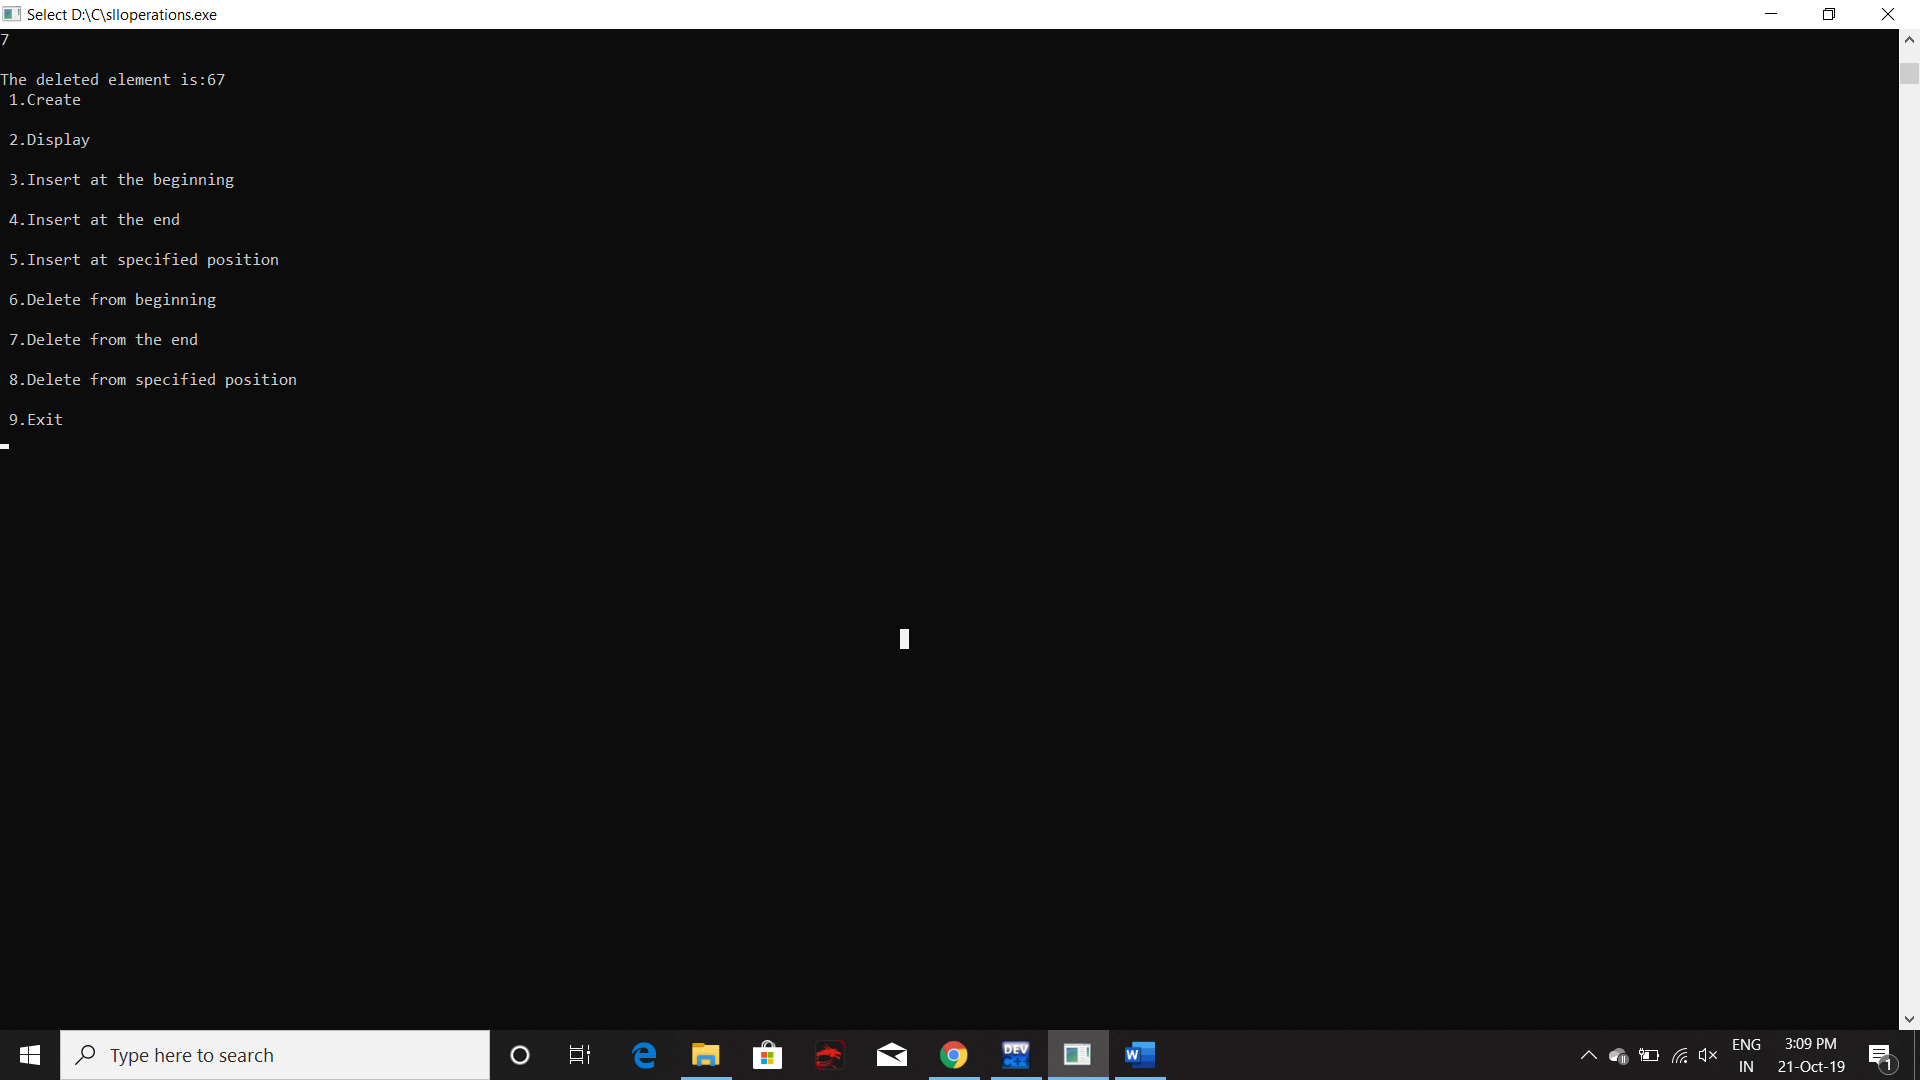 Select D:\C\slloperations.exe
7
The deleted element is:67
1.Create
2.Display
3.Insert at the beginning
4.Insert at the end
5.Insert at specified position
6.Delete from beginning
7.Delete from the end
8.Delete from specified position
9.Exit
Type here to search
DEV
C++
W
ENG
IN
3:09 PM
21-Oct-19
1